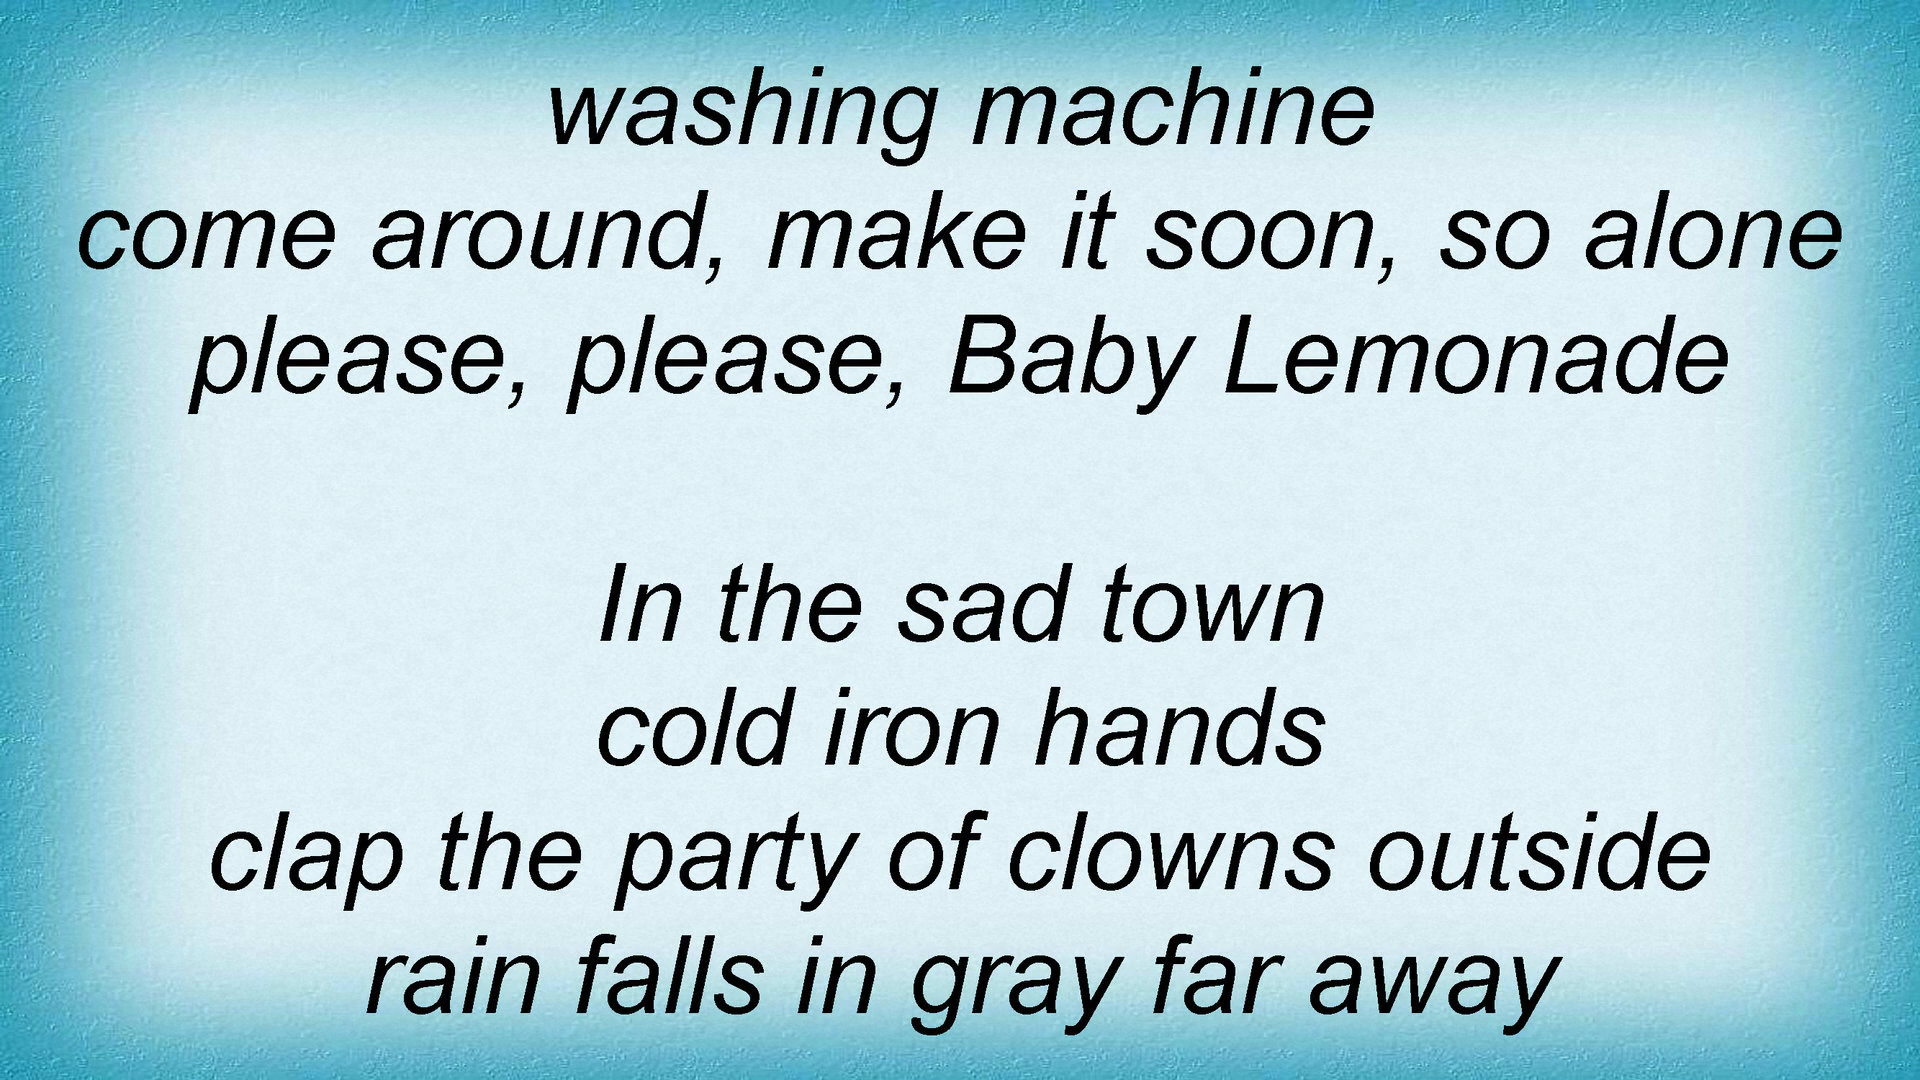 washing machine
come around, make it soon, so alone
please, please, Baby Lemonade
In the sad town
cold iron hands
clap the party of clowns outside
rain falls in gray far away